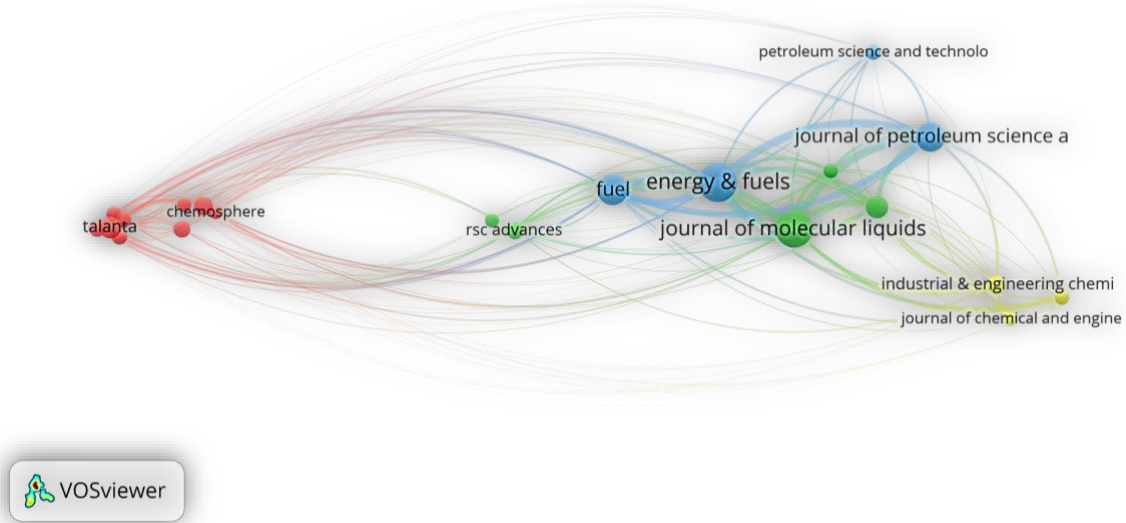 petroleum science and technolo
journal of petroleum science a
energy & fuels
fuel
chemosphere
talanta
rsc advances
journal of molecular liquids
industrial & engineering chemi
journal of chemical and engine
VOSviewer